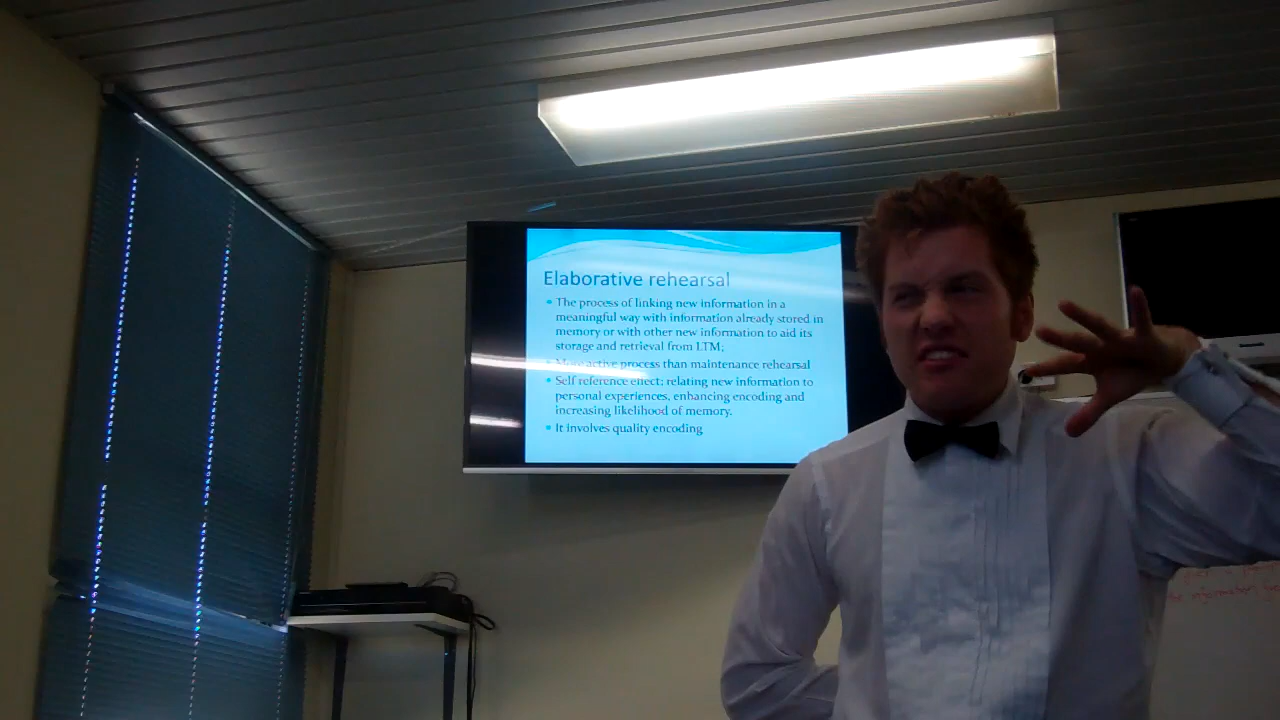 Elaborative rehearsal
• The process of linking new information in a
meaningful way with information already stored in
memory or with other new information to aid its
storage and retrieval from LTM;
• More active process than maintenance rehearsal
• Self reference effect: relating new information to
personal experiences, enhancing encoding and
increasing likelihood of memory.
• It involves quality encoding